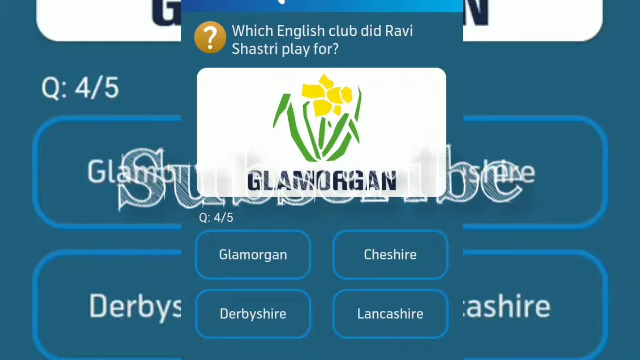 Which English club did Ravi
Shastri play for?
?
GLAMORGAN
Subscribe
Q: 4/5
Q: 4/5
Glamorgan
Cheshire
Derbyshire
Lancashire